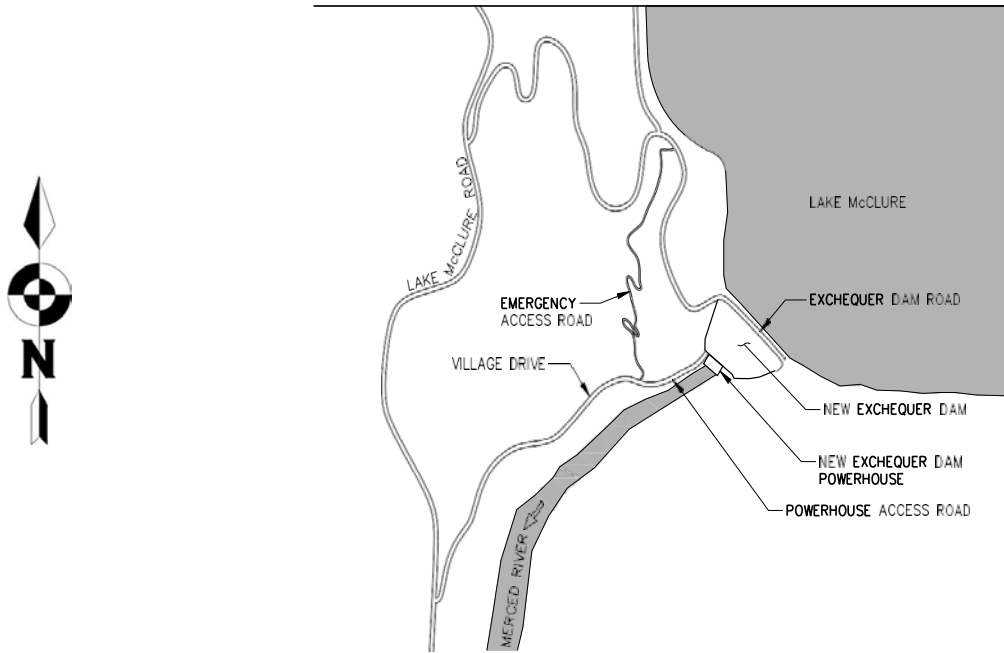 LAKE McCLURE
LAKE McCLURE ROAD
EMERGENCY
ACCESS ROAD
EXCHEQUER DAM ROAD
N
VILLAGE DRIVE
NEW EXCHEQUER DAM
NEW EXCHEQUER DAM
POWERHOUSE
POWERHOUSE ACCESS ROAD
MERCED RIVER